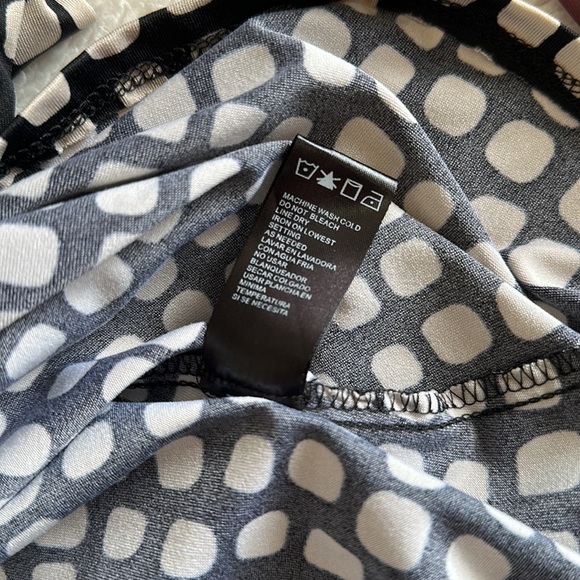 MACHINE WASH COLD
DO NOT BLEACH
LINE DRY
IRON ON LOWEST
SETTING
AS NEEDED
LAVAR EN LAVADORA
CON AGUA FRIA
NO USAR
BLANQUEADOR
SECAR COLGADO
USAR PLANCHA EN
MINIMA
TEMPERATURA
SI SE NECESITA